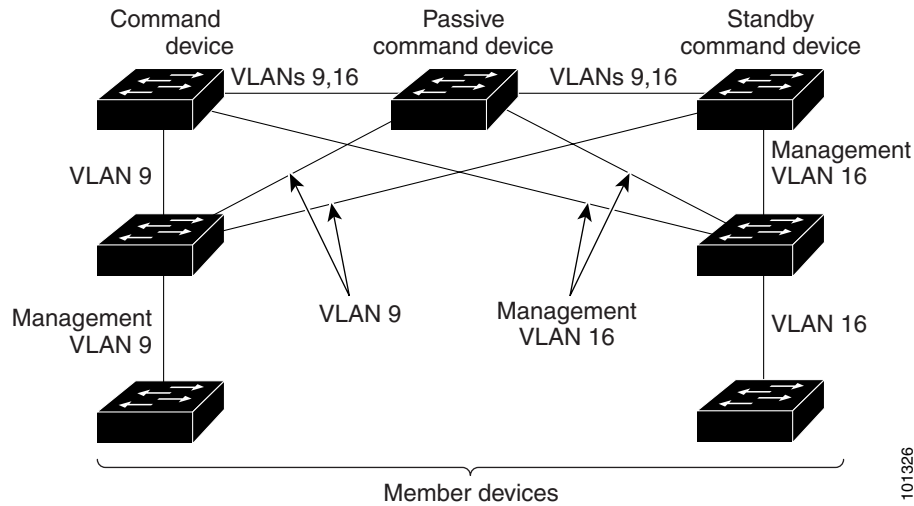 Command
device
Passive
command device
Standby
command device
VLANs 9,16
VLANs 9,16
VLAN 9
Management
VLAN 16
VLAN 9
Management
VLAN 16
Management
VLAN 9
VLAN 16
Member devices
101326